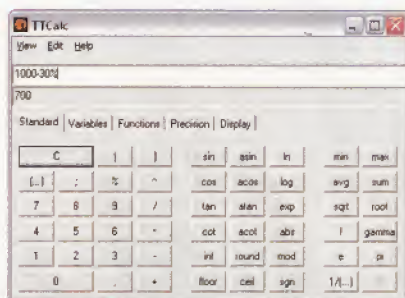 TTCalc
View Edit Help
1000-30%
700
Standard Variables Functions Precision Display
C ( ) sin asin ln min max
(...) ; % ^ cos acos log avg sum
7 8 9 / tan atan exp sqrt root
4 5 6 * cot acot abs ! gamma
1 2 3 - int round mod e pi
0 . + floor ceil sgn 1/(...)